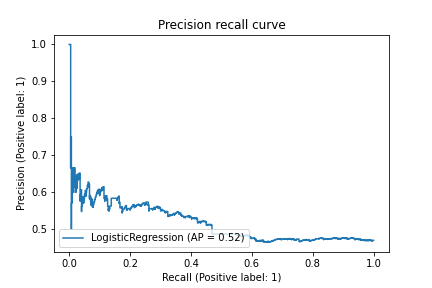 Precision recall curve
1.0
0.9
0.8
0.7
0.6
0.5
Precision (Positive label: 1)
LogisticRegression (AP = 0.52)
0.0 0.2 0.4 0.6 0.8 1.0
Recall (Positive label: 1)